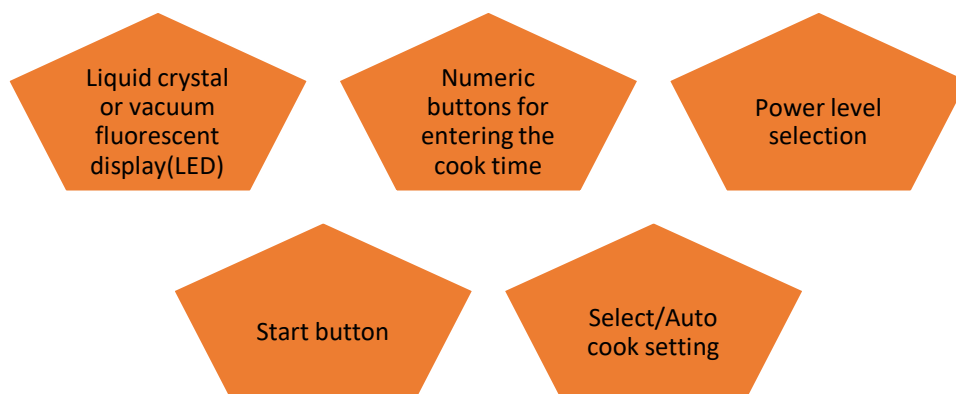 Liquid crystal
or vacuum
fluorescent
display(LED)
Numeric
buttons for
entering the
cook time
Power level
selection
Start button
Select/Auto
cook setting